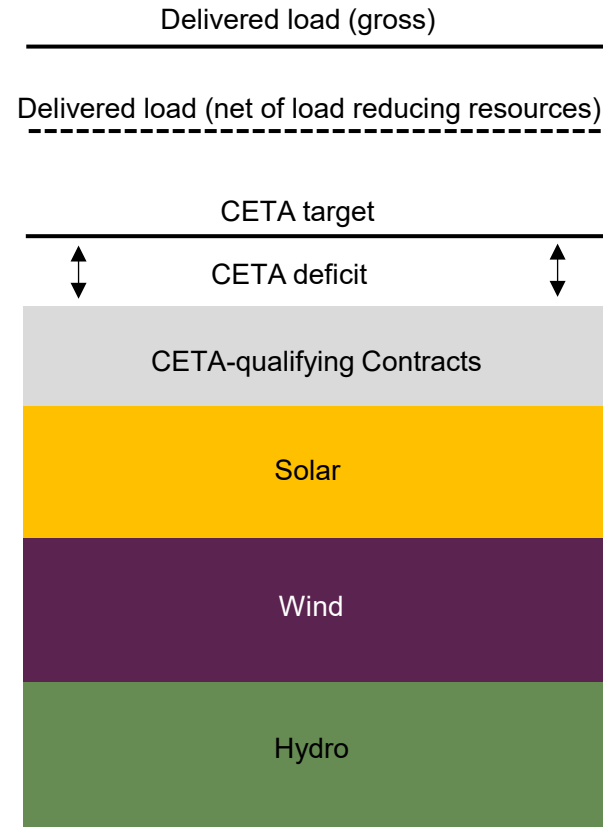 Delivered load (gross)
Delivered load (net of load reducing resources)
CETA target
CETA deficit
CETA-qualifying Contracts
Solar
Wind
Hydro